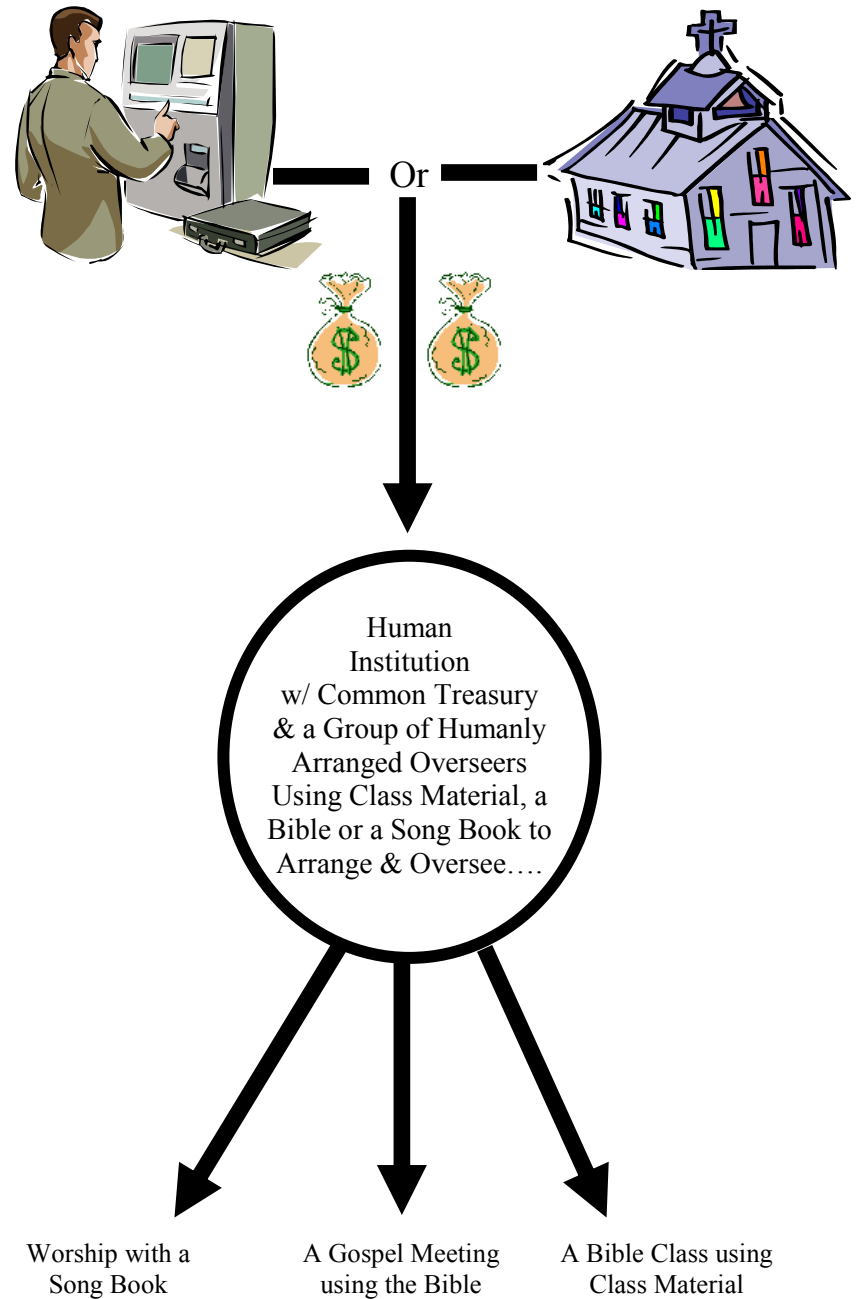 Or
$ $
Human
Institution
w/ Common Treasury
& a Group of Humanly
Arranged Overseers
Using Class Material, a
Bible or a Song Book to
Arrange & Oversee….
Worship with a
Song Book
A Gospel Meeting
using the Bible
A Bible Class using
Class Material